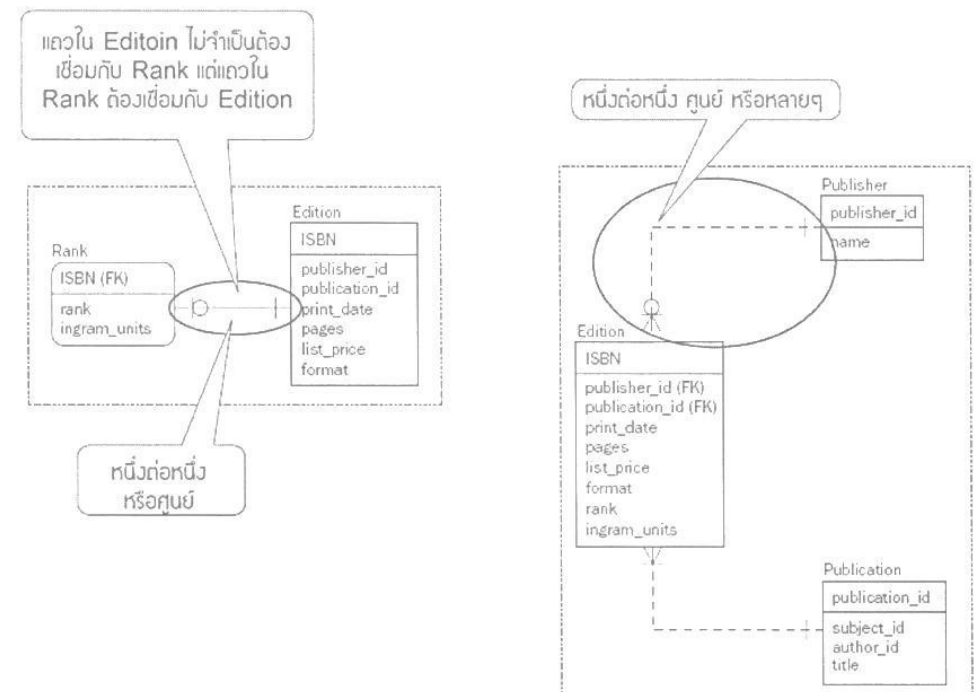 แถวใน Editoin ไม่จำเป็นต้อง
เชื่อมกับ Rank แต่แถวใน
Rank ต้องเชื่อมกับ Edition
Rank
ISBN (FK)
rank
ingram_units
Edition
ISBN
publisher_id
publication_id
print_date
pages
list_price
format
หนึ่งต่อหนึ่ง
หรือศูนย์
หนึ่งต่อหนึ่ง ศูนย์ หรือหลายๆ
Publisher
publisher_id
name
Edition
ISBN
publisher_id (FK)
publication_id (FK)
print_date
pages
list_price
format
rank
ingram_units
Publication
publication_id
subject_id
author_id
title